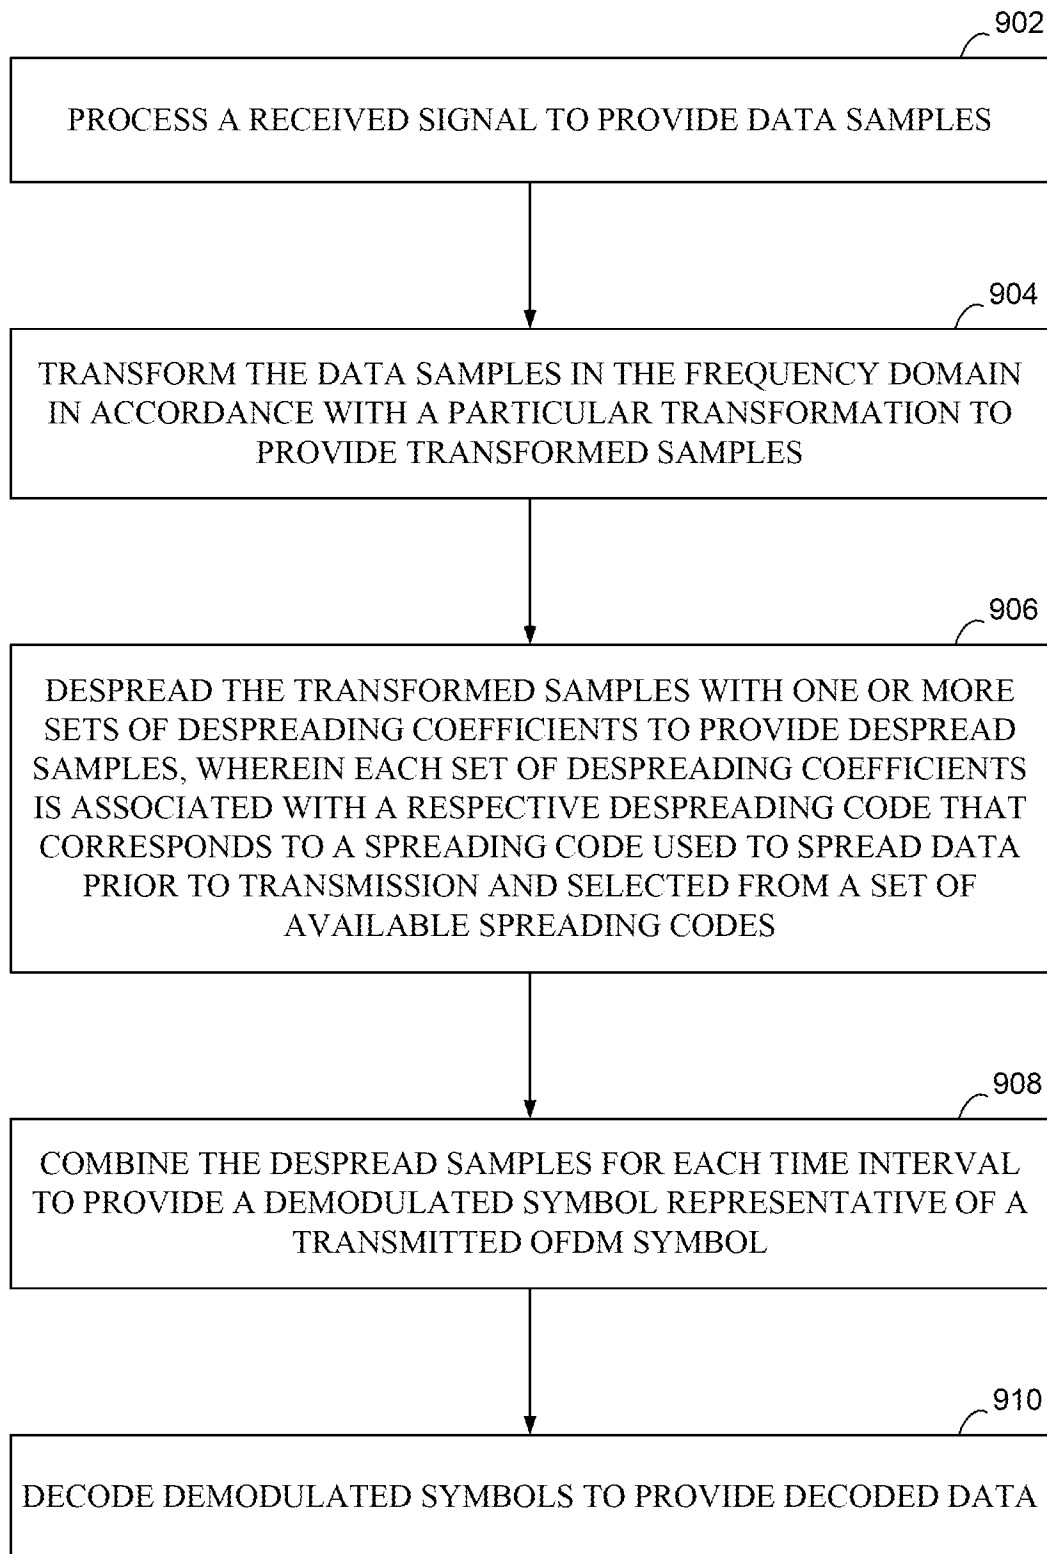 902
PROCESS A RECEIVED SIGNAL TO PROVIDE DATA SAMPLES
904
TRANSFORM THE DATA SAMPLES IN THE FREQUENCY DOMAIN
IN ACCORDANCE WITH A PARTICULAR TRANSFORMATION TO
PROVIDE TRANSFORMED SAMPLES
906
DESPREAD THE TRANSFORMED SAMPLES WITH ONE OR MORE
SETS OF DESPREADING COEFFICIENTS TO PROVIDE DESPREAD
SAMPLES, WHEREIN EACH SET OF DESPREADING COEFFICIENTS
IS ASSOCIATED WITH A RESPECTIVE DESPREADING CODE THAT
CORRESPONDS TO A SPREADING CODE USED TO SPREAD DATA
PRIOR TO TRANSMISSION AND SELECTED FROM A SET OF
AVAILABLE SPREADING CODES
908
COMBINE THE DESPREAD SAMPLES FOR EACH TIME INTERVAL
TO PROVIDE A DEMODULATED SYMBOL REPRESENTATIVE OF A
TRANSMITTED OFDM SYMBOL
910
DECODE DEMODULATED SYMBOLS TO PROVIDE DECODED DATA